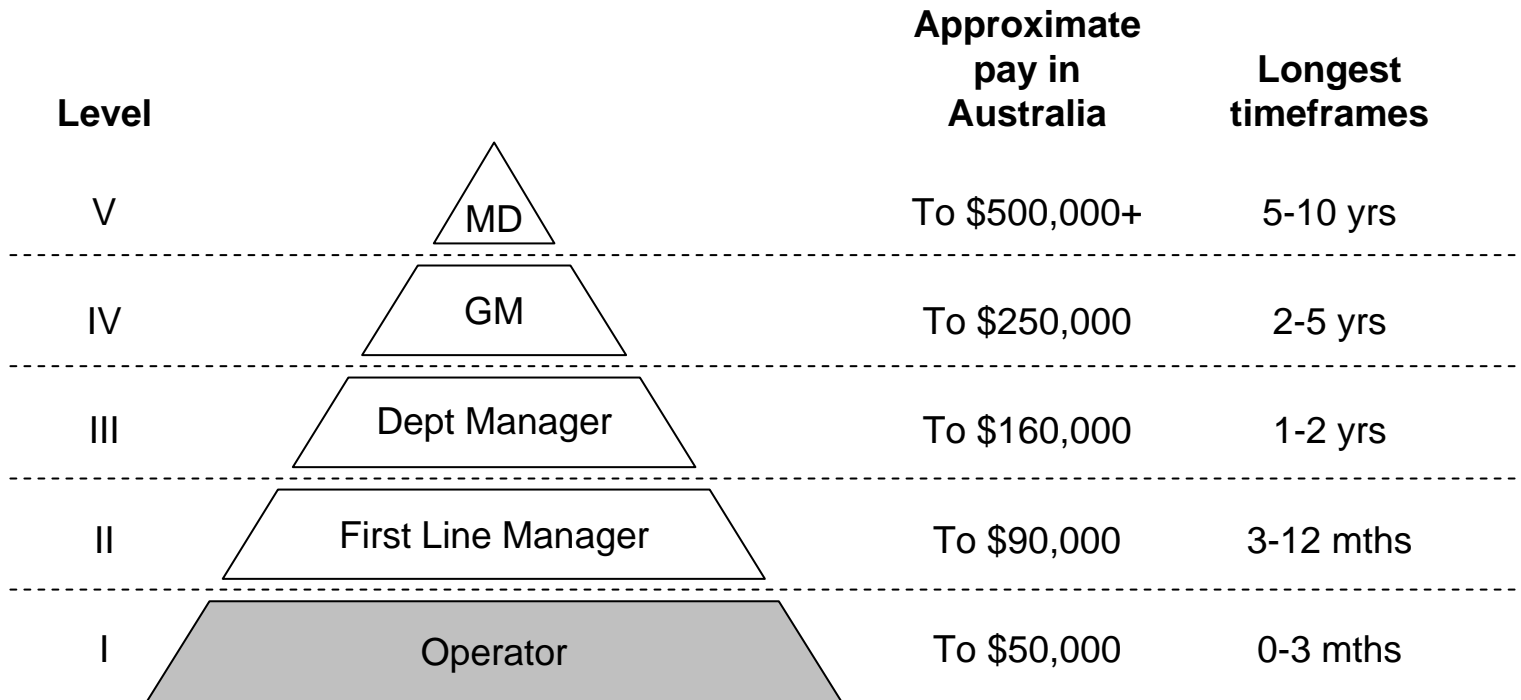 Approximate
pay in
Australia
Longest
timeframes
Level
V MD To $500,000+ 5-10 yrs
IV GM To $250,000 2-5 yrs
III Dept Manager To $160,000 1-2 yrs
II First Line Manager To $90,000 3-12 mths
I Operator To $50,000 0-3 mths